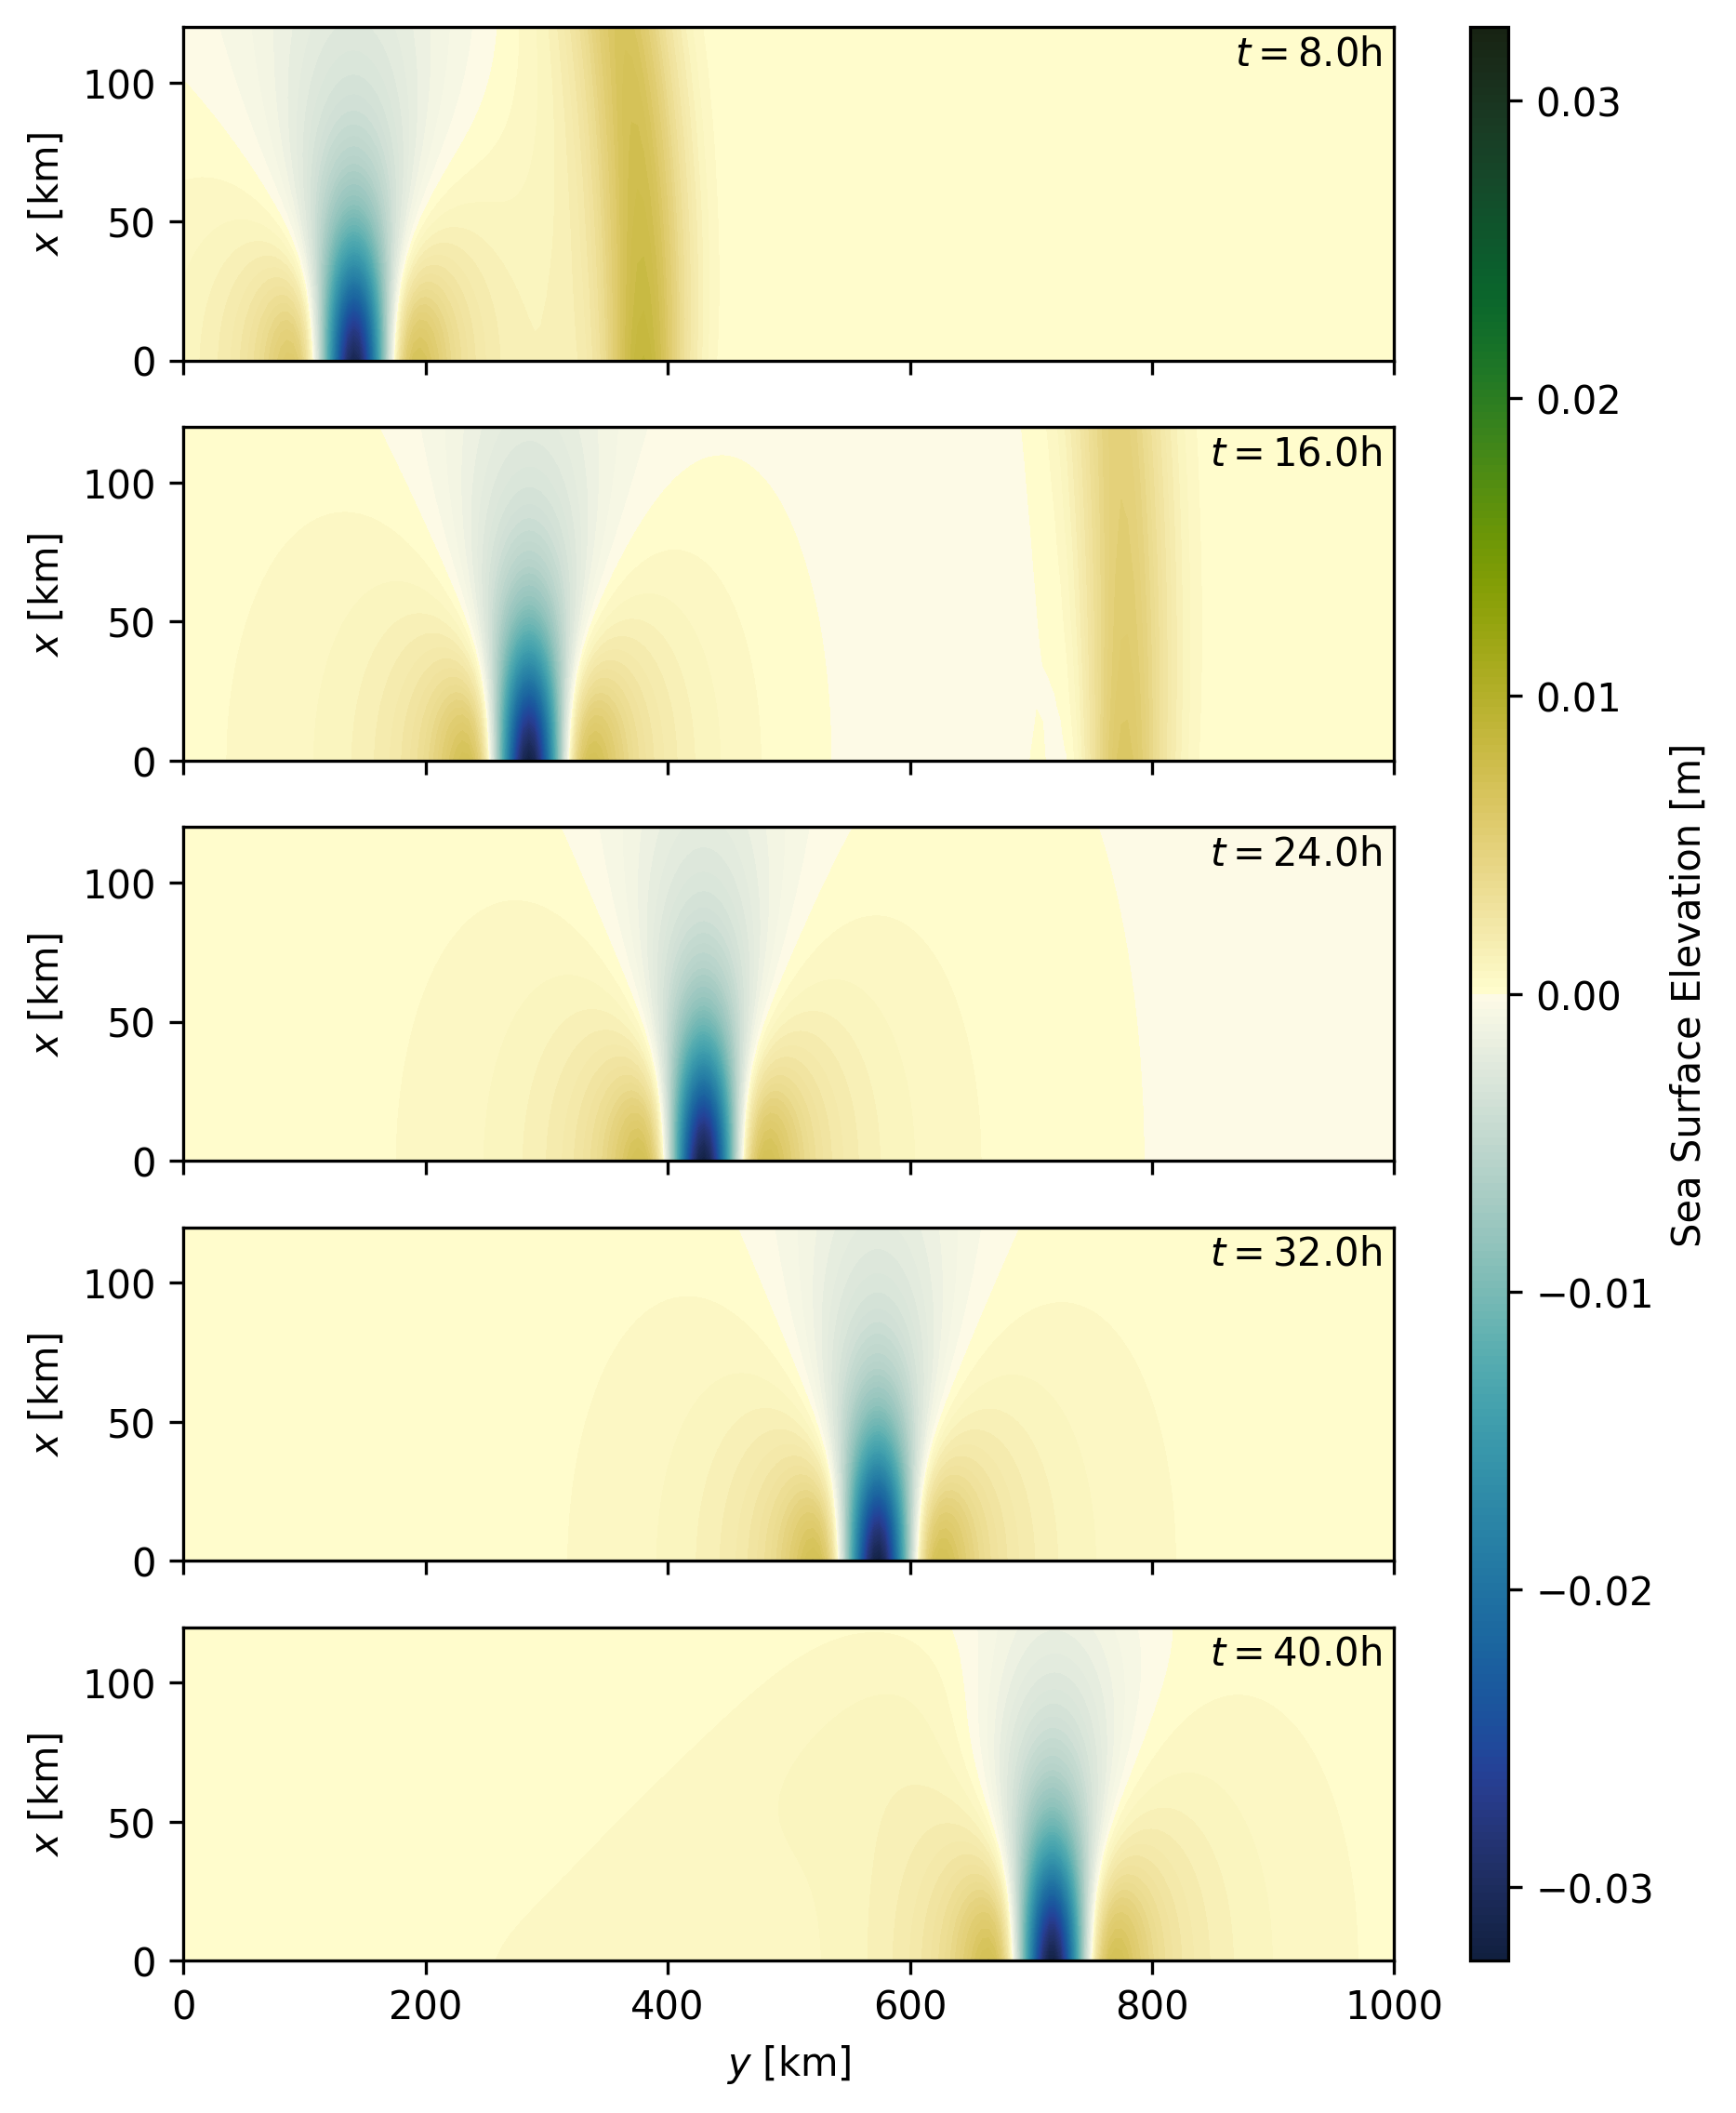 t = 8.0h
100
50
0
x [km]
t = 16.0h
100
50
0
x [km]
t = 24.0h
100
50
0
x [km]
t = 32.0h
100
50
0
x [km]
t = 40.0h
100
50
0
x [km]
0 200 400 600 800 1000
y [km]
0.03
0.02
0.01
0.00
−0.01
−0.02
−0.03
Sea Surface Elevation [m]